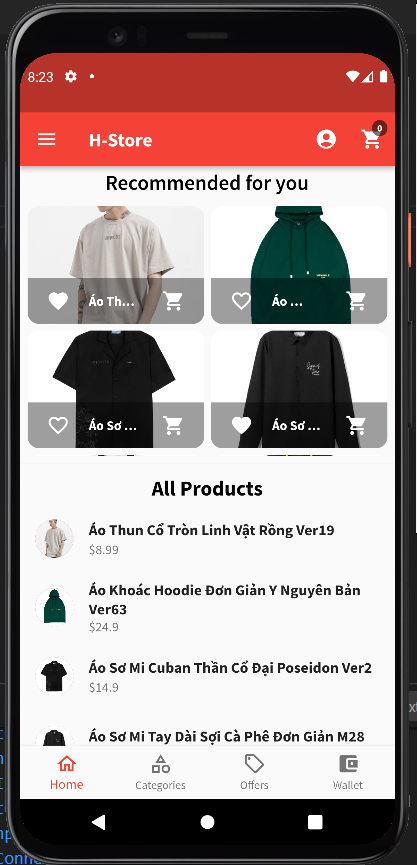 8:23
H-Store
0
Recommended for you
Áo Th...
Áo ...
Áo Sơ ...
Áo Sơ ...
All Products
Áo Thun Cổ Tròn Linh Vật Rồng Ver19
$8.99
Áo Khoác Hoodie Đơn Giản Y Nguyên Bản
Ver63
$24.9
Áo Sơ Mi Cuban Thần Cổ Đại Poseidon Ver2
$14.9
Áo Sơ Mi Tay Dài Sợi Cà Phê Đơn Giản M28
Home
Categories
Offers
Wallet